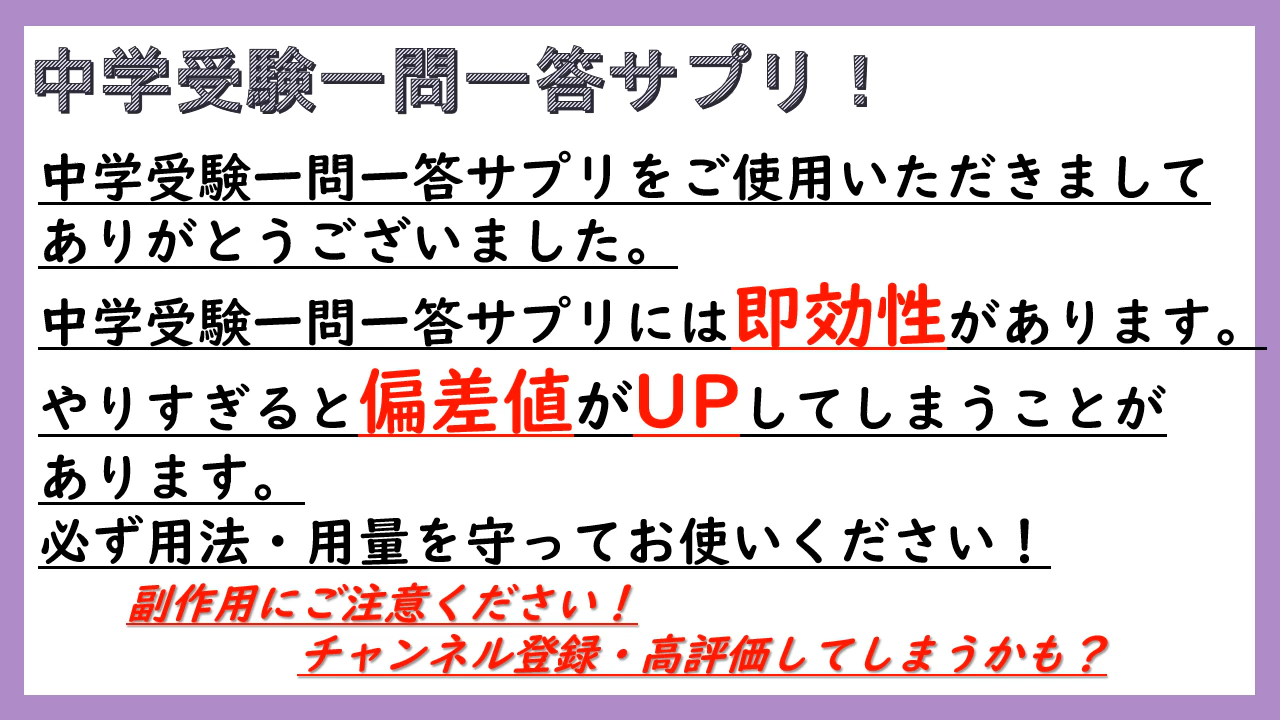 中学受験一問一答サプリ！
中学受験一問一答サプリをご使用いただきまして
ありがとうございました。
中学受験一問一答サプリには即効性があります。
やりすぎると偏差値がUPしてしまうことが
あります。
必ず用法・用量を守ってお使いください！
副作用にご注意ください！
チャンネル登録・高評価してしまうかも？